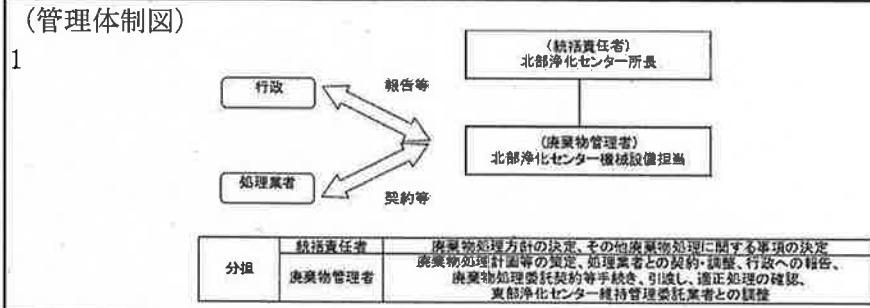 (管理体制図)
1
(統括責任者)
北部浄化センター所長
行政
報告等
(廃棄物管理者)
北部浄化センター機械設備担当
処理業者
契約等
分担
統括責任者
廃棄物処理方針の決定、その他廃棄物処理に関する事項の決定
廃棄物管理者
廃棄物処理計画等の策定、処理業者との契約・調整、行政への報告、
廃棄物処理委託契約等手続き、引渡し、適正処理の確認、
東部浄化センター維持管理委託業者との調整